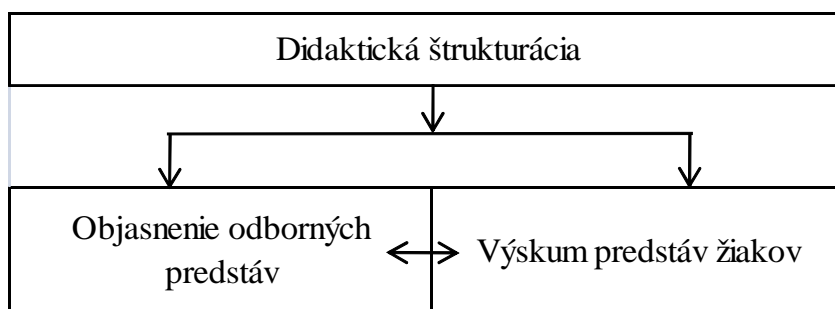 Didaktická štrukturácia
Objasnenie odborných
predstáv
Výskum predstáv žiakov